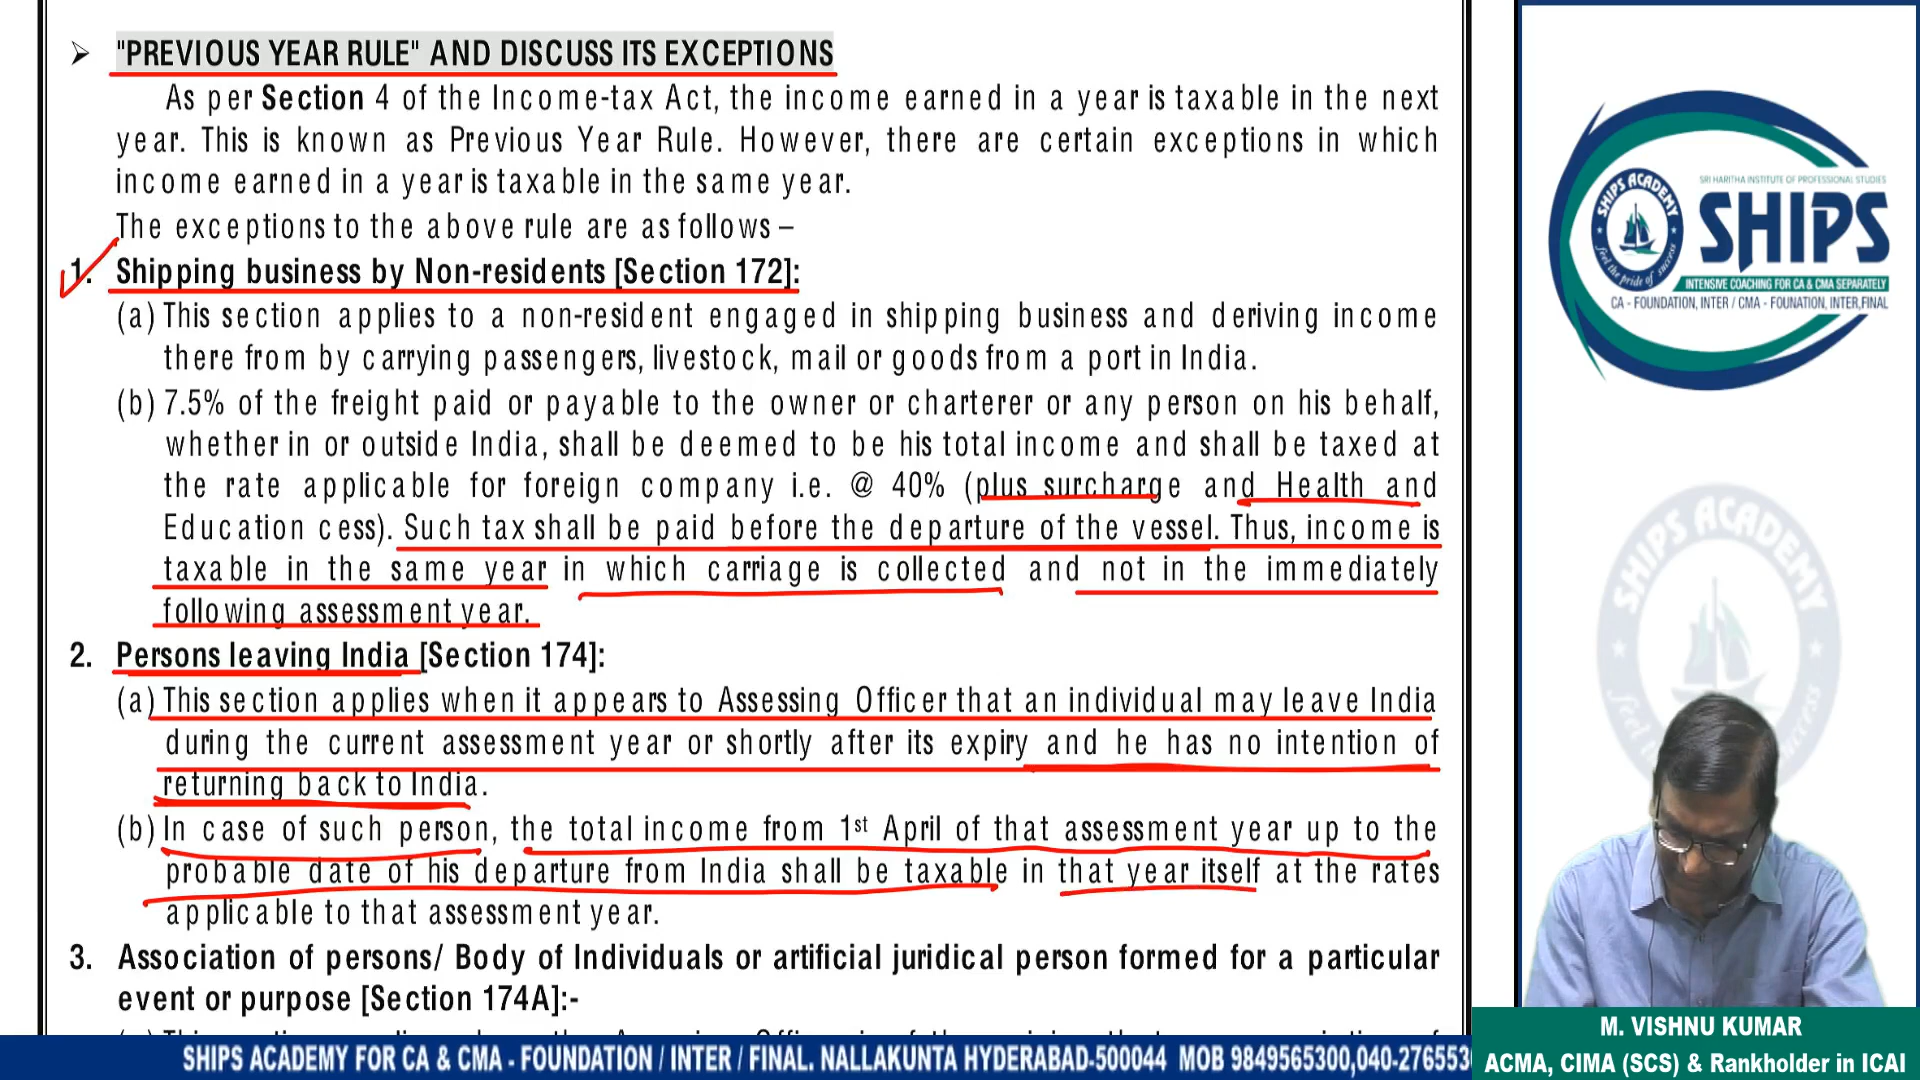 "PREVIOUS YEAR RULE" AND DISCUSS ITS EXCEPTIONS
As per Section 4 of the Income-tax Act, the income earned in a year is taxable in the next
year. This is known as Previous Year Rule. However, there are certain exceptions in which
income earned in a year is taxable in the same year.
The exceptions to the above rule are as follows –
1. Shipping business by Non-residents [Section 172]:
(a) This section applies to a non-resident engaged in shipping business and deriving income
there from by carrying passengers, livestock, mail or goods from a port in India.
(b) 7.5% of the freight paid or payable to the owner or charterer or any person on his behalf,
whether in or outside India, shall be deemed to be his total income and shall be taxed at
the rate applicable for foreign company i.e. @ 40% (plus surcharge and Health and
Education cess). Such tax shall be paid before the departure of the vessel. Thus, income is
taxable in the same year in which carriage is collected and not in the immediately
following assessment year.
2. Persons leaving India [Section 174]:
(a) This section applies when it appears to Assessing Officer that an individual may leave India
during the current assessment year or shortly after its expiry and he has no intention of
returning back to India.
(b) In case of such person, the total income from 1st April of that assessment year up to the
probable date of his departure from India shall be taxable in that year itself at the rates
applicable to that assessment year.
3. Association of persons/ Body of Individuals or artificial juridical person formed for a particular
event or purpose [Section 174A]:-
SHIPS ACADEMY FOR CA & CMA - FOUNDATION / INTER / FINAL. NALLAKUNTA HYDERABAD-500044 MOB 9849565300,040-2765530
SRI HARITHA INSTITUTE OF PROFESSIONAL STUDIES
SHIPS ACADEMY
feel the pride of success
SHIPS
INTENSIVE COACHING FOR CA & CMA SEPARATELY
CA - FOUNDATION, INTER / CMA - FOUNATION, INTER,FINAL
SHIPS ACADEMY
M. VISHNU KUMAR
ACMA, CIMA (SCS) & Rankholder in ICAI